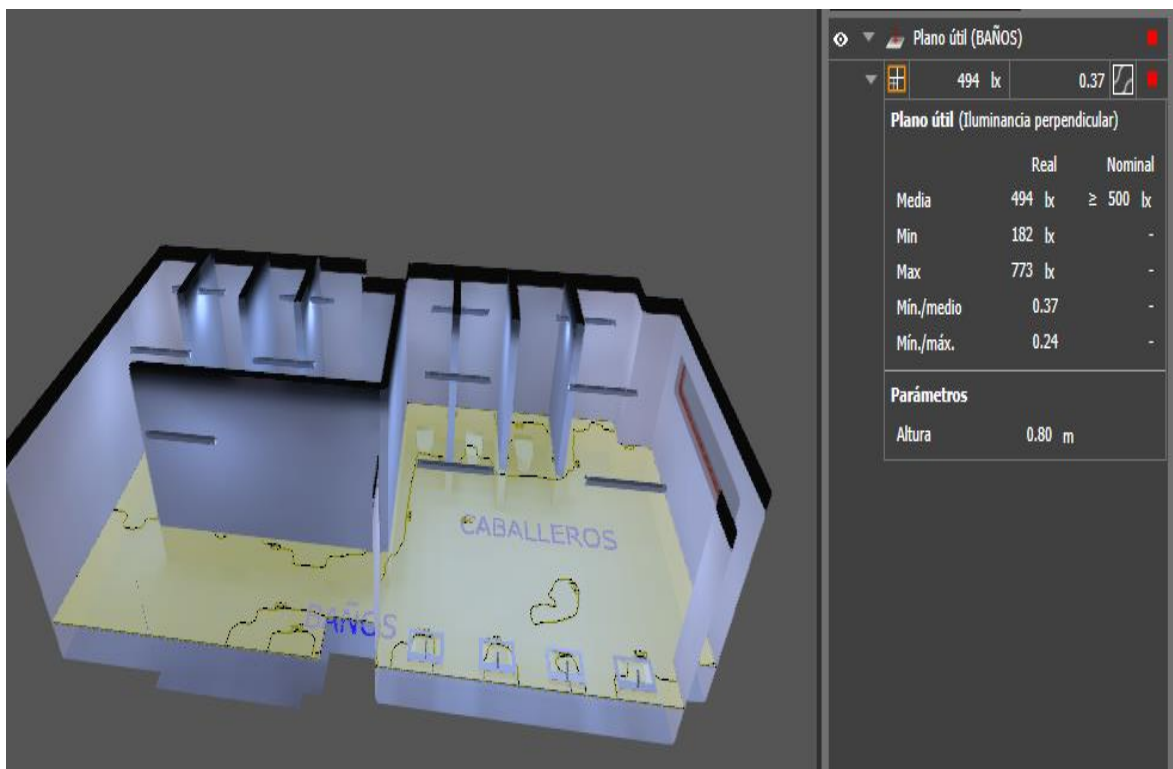 Plano útil (BAÑOS)
494 lx 0.37
Plano útil (Iluminancia perpendicular)
Real Nominal
Media 494 lx ≥ 500 lx
Min 182 lx -
Max 773 lx -
Mín./medio 0.37 -
Mín./máx. 0.24 -
Parámetros
Altura 0.80 m
CABALLEROS
BAÑOS